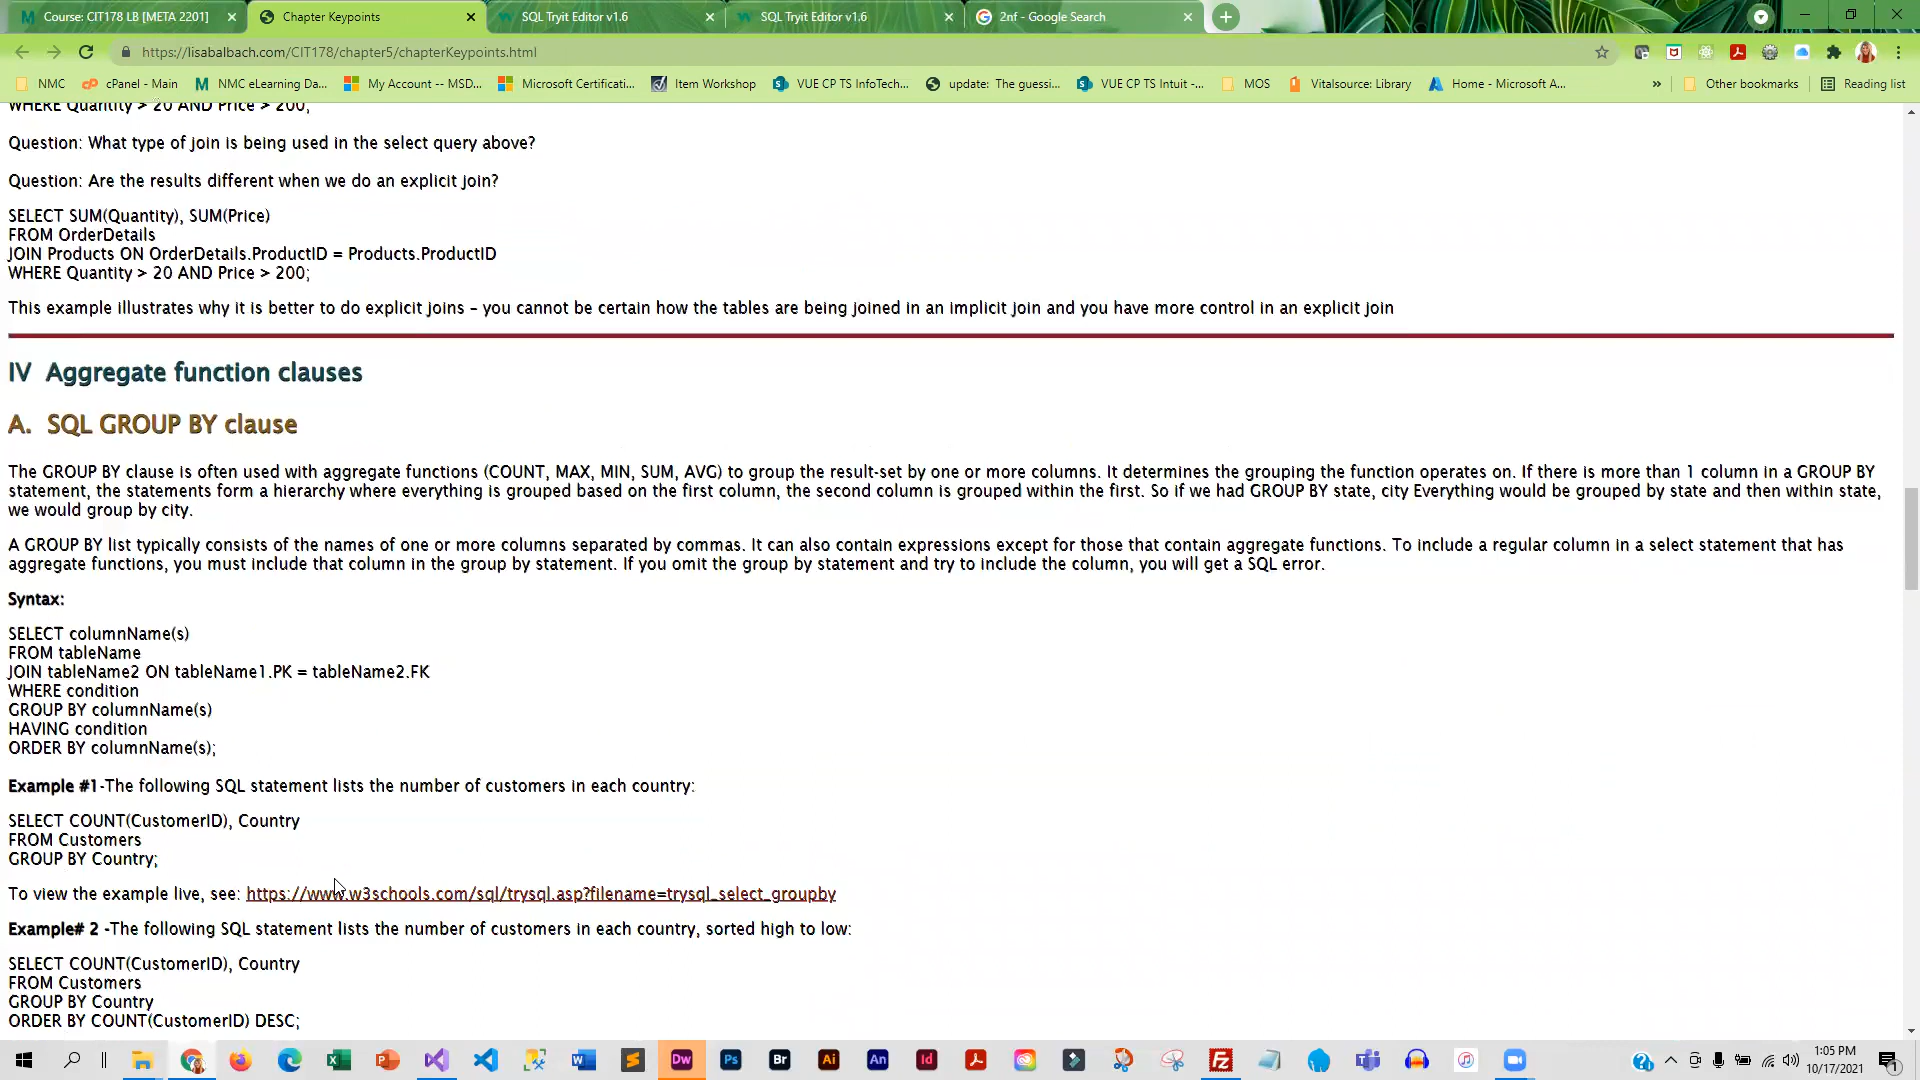 Course: CIT178 LB [META 2201]
Chapter Keypoints
SQL Tryit Editor v1.6
SQL Tryit Editor v1.6
2nf - Google Search
https://lisabalbach.com/CIT178/chapter5/chapterKeypoints.html
NMC
cPanel - Main
NMC eLearning Da...
My Account -- MSD...
Microsoft Certificati...
Item Workshop
VUE CP TS InfoTech...
update: The guessi...
VUE CP TS Intuit -...
MOS
Vitalsource: Library
Home - Microsoft A...
»
Other bookmarks
Reading list
WHERE Quantity > 20 AND Price > 200;
Question: What type of join is being used in the select query above?
Question: Are the results different when we do an explicit join?
SELECT SUM(Quantity), SUM(Price)
FROM OrderDetails
JOIN Products ON OrderDetails.ProductID = Products.ProductID
WHERE Quantity > 20 AND Price > 200;
This example illustrates why it is better to do explicit joins – you cannot be certain how the tables are being joined in an implicit join and you have more control in an explicit join
IV Aggregate function clauses
A. SQL GROUP BY clause
The GROUP BY clause is often used with aggregate functions (COUNT, MAX, MIN, SUM, AVG) to group the result-set by one or more columns. It determines the grouping the function operates on. If there is more than 1 column in a GROUP BY
statement, the statements form a hierarchy where everything is grouped based on the first column, the second column is grouped within the first. So if we had GROUP BY state, city Everything would be grouped by state and then within state,
we would group by city.
A GROUP BY list typically consists of the names of one or more columns separated by commas. It can also contain expressions except for those that contain aggregate functions. To include a regular column in a select statement that has
aggregate functions, you must include that column in the group by statement. If you omit the group by statement and try to include the column, you will get a SQL error.
Syntax:
SELECT columnName(s)
FROM tableName
JOIN tableName2 ON tableName1.PK = tableName2.FK
WHERE condition
GROUP BY columnName(s)
HAVING condition
ORDER BY columnName(s);
Example #1-The following SQL statement lists the number of customers in each country:
SELECT COUNT(CustomerID), Country
FROM Customers
GROUP BY Country;
To view the example live, see: https://www.w3schools.com/sql/trysql.asp?filename=trysql_select_groupby
Example# 2 -The following SQL statement lists the number of customers in each country, sorted high to low:
SELECT COUNT(CustomerID), Country
FROM Customers
GROUP BY Country
ORDER BY COUNT(CustomerID) DESC;
Dw
Ps
Br
Ai
An
Id
1:05 PM
10/17/2021